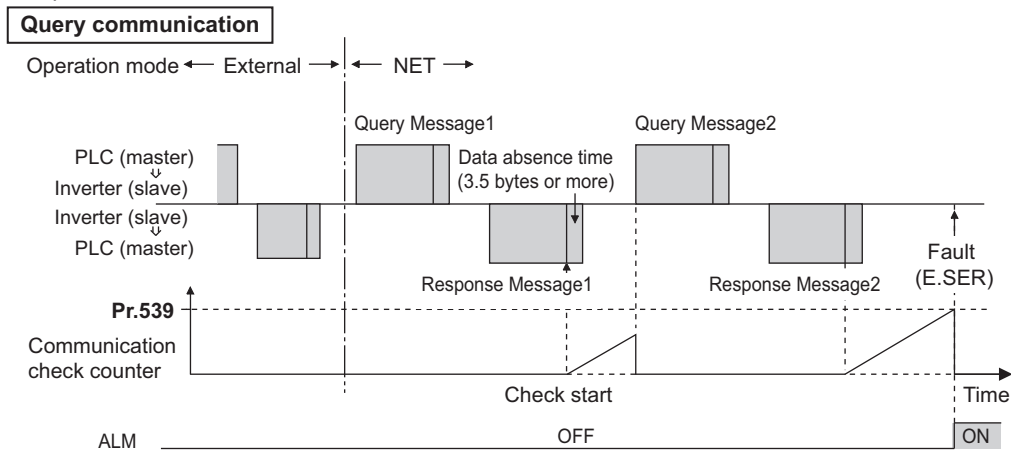 Query communication
Operation mode External NET
Query Message1 Query Message2
PLC (master)
Inverter (slave)
Inverter (slave)
PLC (master)
Data absence time
(3.5 bytes or more)
Response Message1 Response Message2
Fault
(E.SER)
Pr.539
Communication
check counter
Check start
Time
ALM OFF ON